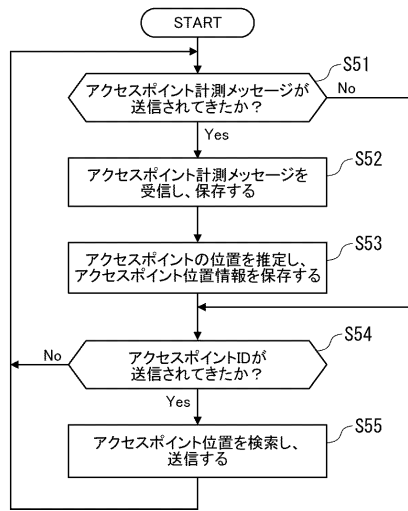 START
アクセスポイント計測メッセージが
送信されてきたか？
S51
No
Yes
アクセスポイント計測メッセージを
受信し、保存する
S52
アクセスポイントの位置を推定し、
アクセスポイント位置情報を保存する
S53
アクセスポイントIDが
送信されてきたか？
S54
No
Yes
アクセスポイント位置を検索し、
送信する
S55